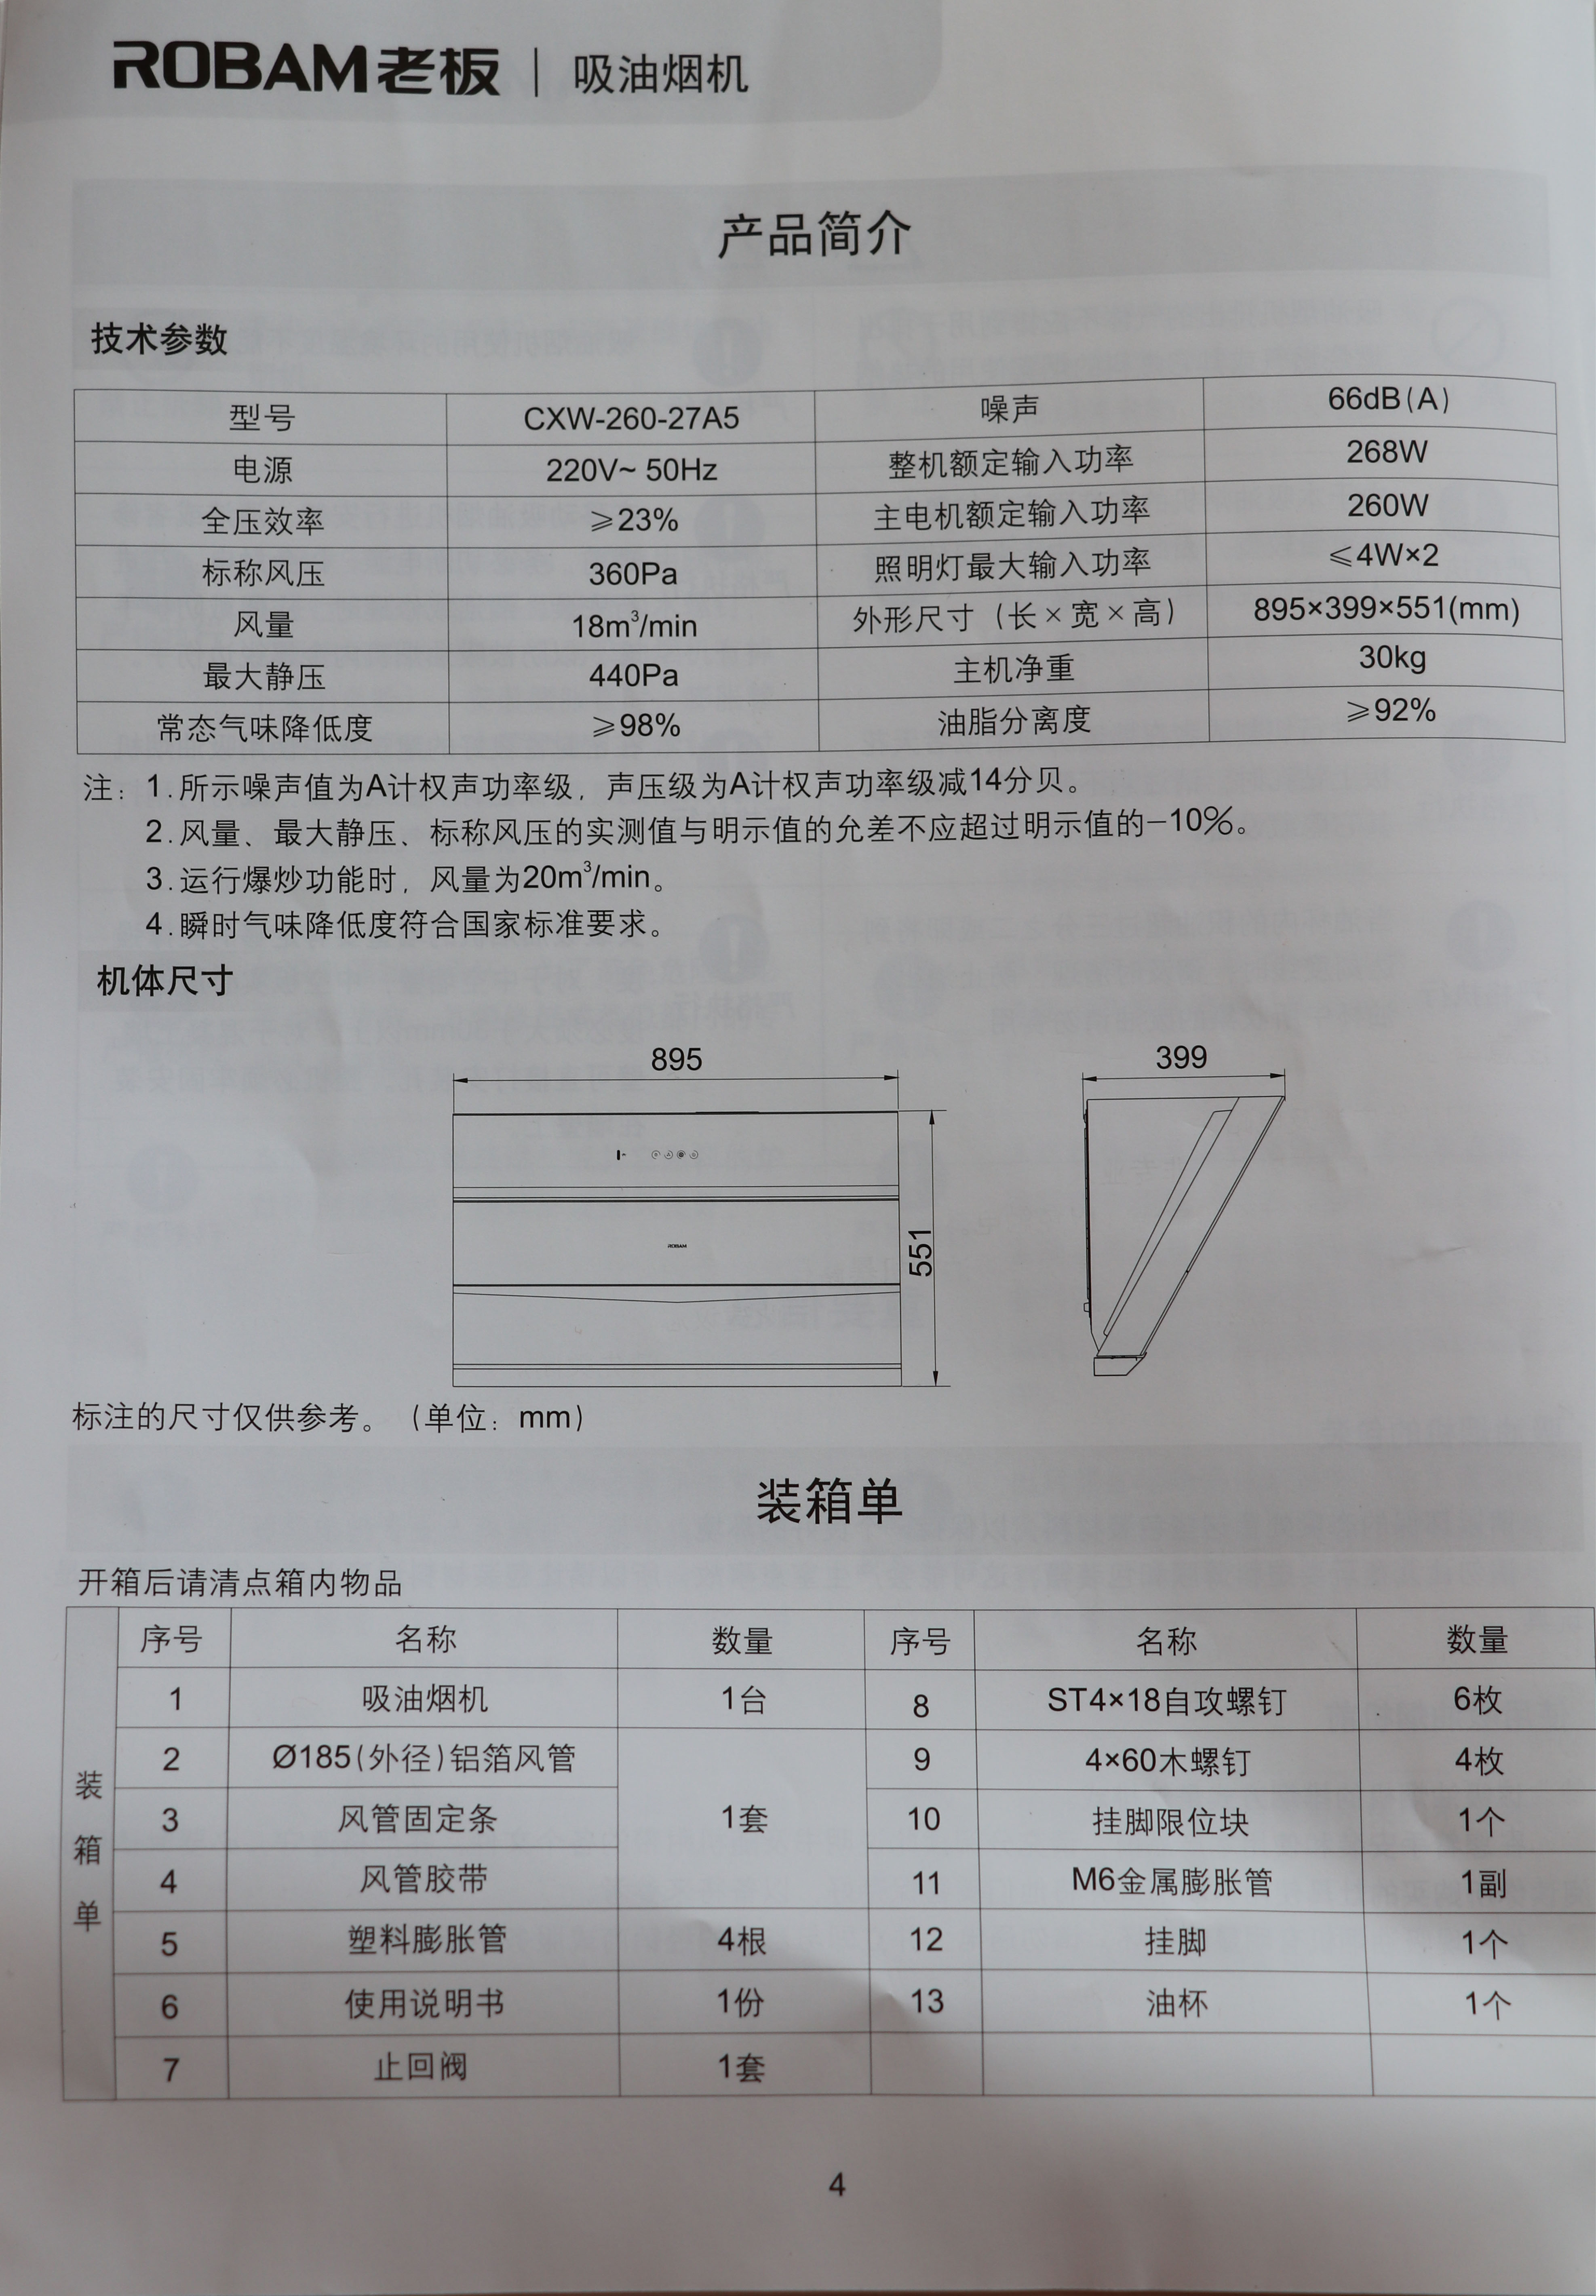 ROBAM老板 | 吸油烟机
产品简介
技术参数
型号 CXW-260-27A5 噪声 66dB(A)
电源 220V~ 50Hz 整机额定输入功率 268W
全压效率 ≥23% 主电机额定输入功率 260W
标称风压 360Pa 照明灯最大输入功率 ≤4W×2
风量 18m³/min 外形尺寸（长×宽×高） 895×399×551(mm)
最大静压 440Pa 主机净重 30kg
常态气味降低度 ≥98% 油脂分离度 ≥92%
注：1.所示噪声值为A计权声功率级，声压级为A计权声功率级减14分贝。
2.风量、最大静压、标称风压的实测值与明示值的允差不应超过明示值的-10%。
3.运行爆炒功能时，风量为20m³/min。
4.瞬时气味降低度符合国家标准要求。
机体尺寸
895
399
ROBAM
551
标注的尺寸仅供参考。（单位：mm）
装箱单
开箱后请清点箱内物品
装箱单
序号 名称 数量 序号 名称 数量
1 吸油烟机 1台 8 ST4×18自攻螺钉 6枚
2 Ø185(外径)铝箔风管 9 4×60木螺钉 4枚
3 风管固定条 1套 10 挂脚限位块 1个
4 风管胶带 11 M6金属膨胀管 1副
5 塑料膨胀管 4根 12 挂脚 1个
6 使用说明书 1份 13 油杯 1个
7 止回阀 1套
4